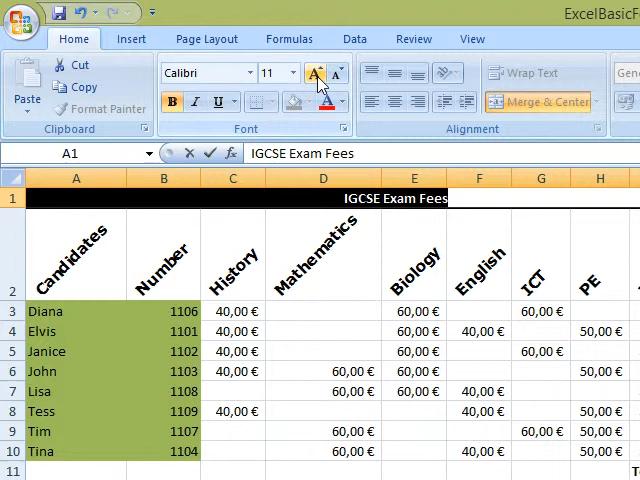 ExcelBasicFo
Home Insert Page Layout Formulas Data Review View
Cut
Copy
Format Painter
Paste
Clipboard
Calibri 11 A A
B I U A
Font
Wrap Text
Merge & Center
Alignment
General
A1 fx IGCSE Exam Fees
A B C D E F G H
1 IGCSE Exam Fees
2 Candidates Number History Mathematics Biology English ICT PE
3 Diana 1106 40,00 € 60,00 € 60,00 €
4 Elvis 1101 40,00 € 60,00 € 40,00 € 50,00 €
5 Janice 1102 40,00 € 60,00 € 60,00 €
6 John 1103 40,00 € 60,00 € 60,00 € 50,00 €
7 Lisa 1108 60,00 € 60,00 € 40,00 €
8 Tess 1109 40,00 € 40,00 € 50,00 €
9 Tim 1107 60,00 € 60,00 € 50,00 €
10 Tina 1104 60,00 € 40,00 € 50,00 €
11